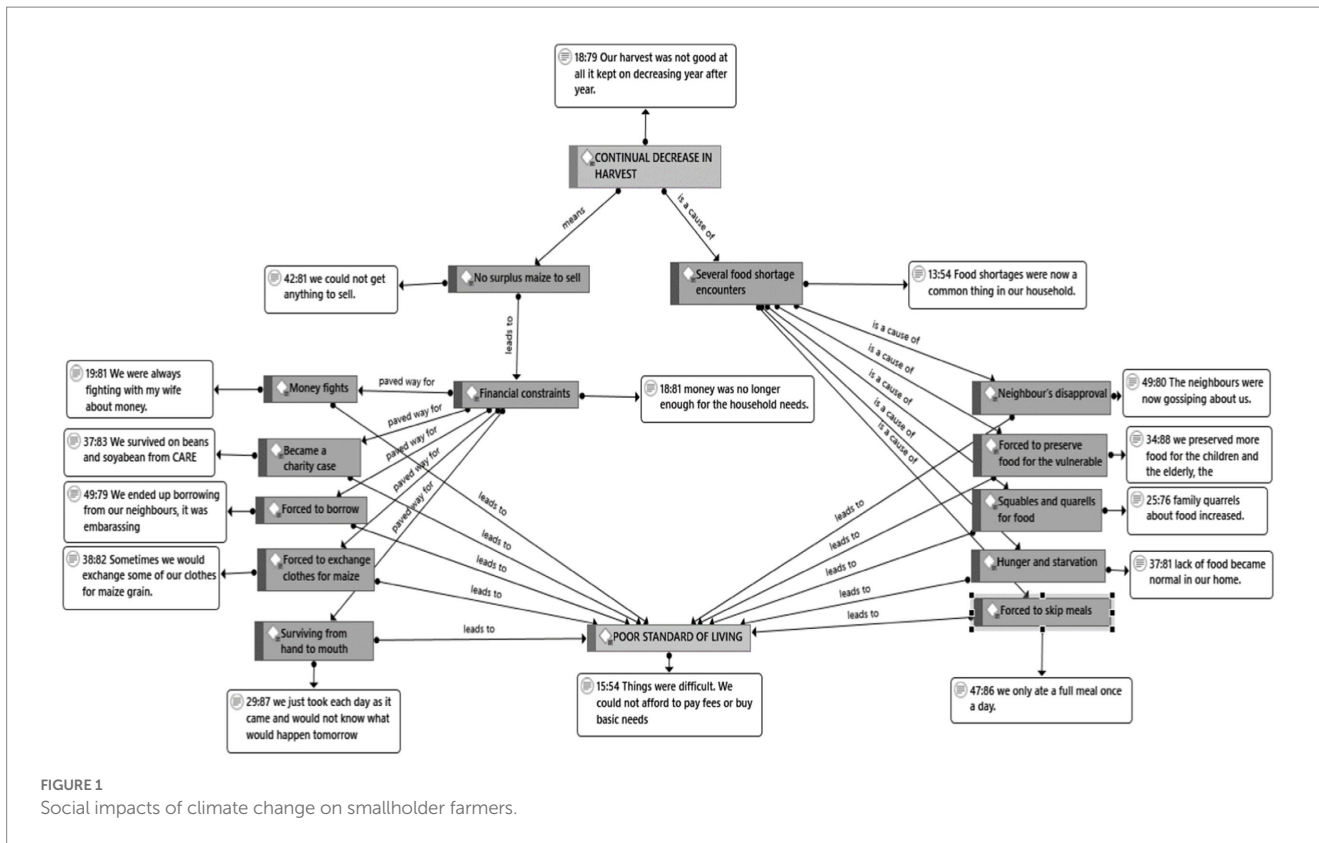 18:79 Our harvest was not good at
all it kept on decreasing year after
year.
CONTINUAL DECREASE IN
HARVEST
means
is a cause of
42:81 we could not get
anything to sell.
No surplus maize to sell
Several food shortage
encounters
13:54 Food shortages were now a
common thing in our household.
leads to
is a cause of
is a cause of
is a cause of
is a cause of
is a cause of
19:81 We were always
fighting with my wife
about money.
Money fights
paved way for
Financial constraints
18:81 money was no longer
enough for the household needs.
Neighbour's disapproval
49:80 The neighbours were
now gossiping about us.
37:83 We survived on beans
and soyabean from CARE
Became a
charity case
paved way for
paved way for
paved way for
paved way for
Forced to preserve
food for the vulnerable
34:88 we preserved more
food for the children and
the elderly, the
49:79 We ended up borrowing
from our neighbours, it was
embarassing
Forced to borrow
Squables and quarells
for food
25:76 family quarrels
about food increased.
38:82 Sometimes we would
exchange some of our clothes
for maize grain.
Forced to exchange
clothes for maize
Hunger and starvation
37:81 lack of food became
normal in our home.
leads to
leads to
leads to
leads to
leads to
leads to
leads to
leads to
leads to
leads to
Forced to skip meals
Surviving from
hand to mouth
POOR STANDARD OF LIVING
29:87 we just took each day as it
came and would not know what
would happen tomorrow
15:54 Things were difficult. We
could not afford to pay fees or buy
basic needs
47:86 we only ate a full meal once
a day.
FIGURE 1
Social impacts of climate change on smallholder farmers.